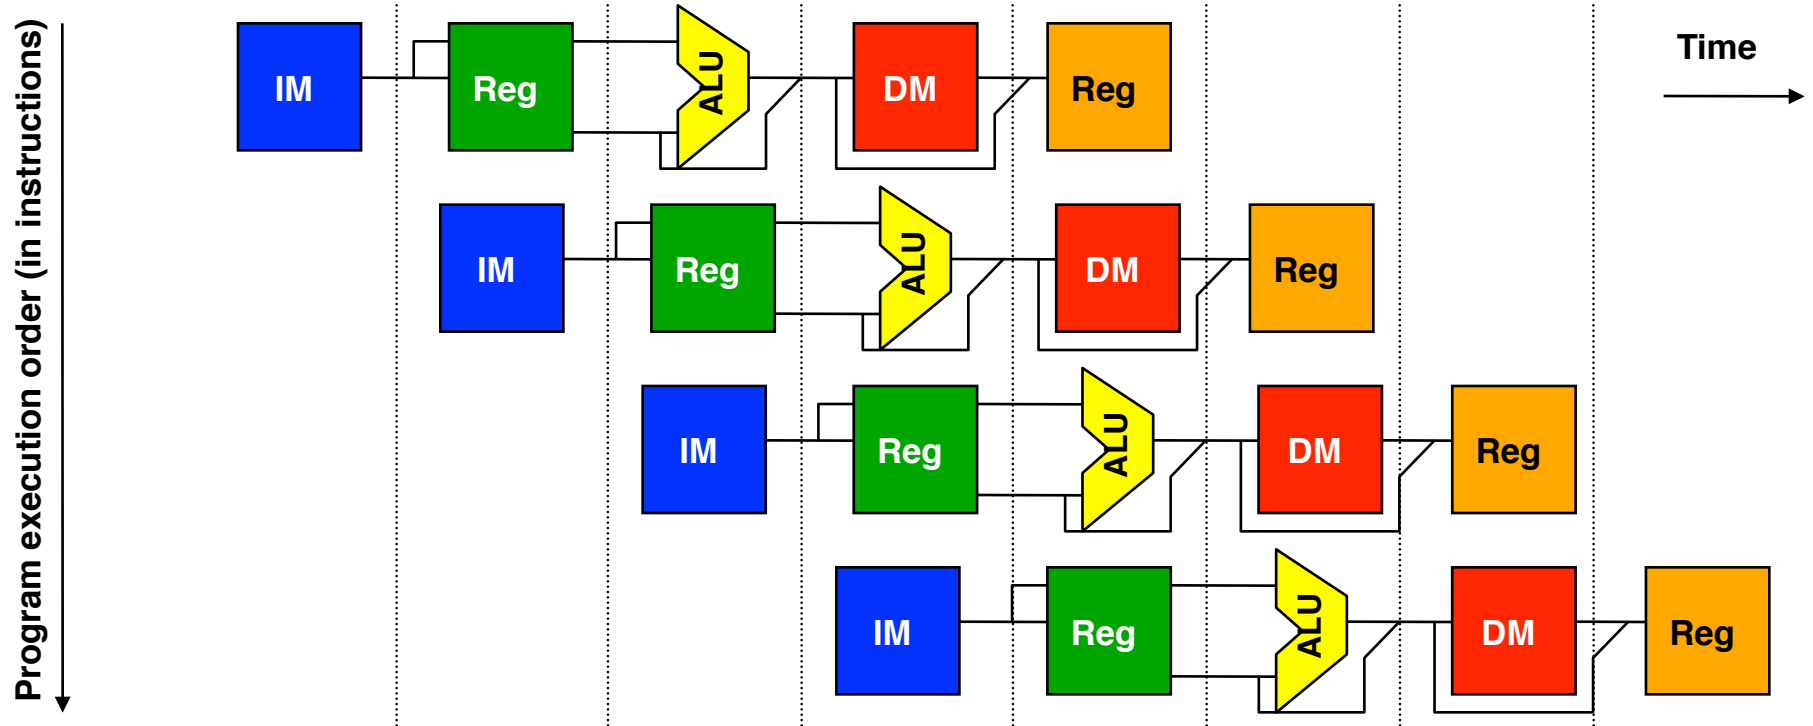 Program execution order (in instructions)
Time
IM
Reg
ALU
DM
Reg
IM
Reg
ALU
DM
Reg
IM
Reg
ALU
DM
Reg
IM
Reg
ALU
DM
Reg